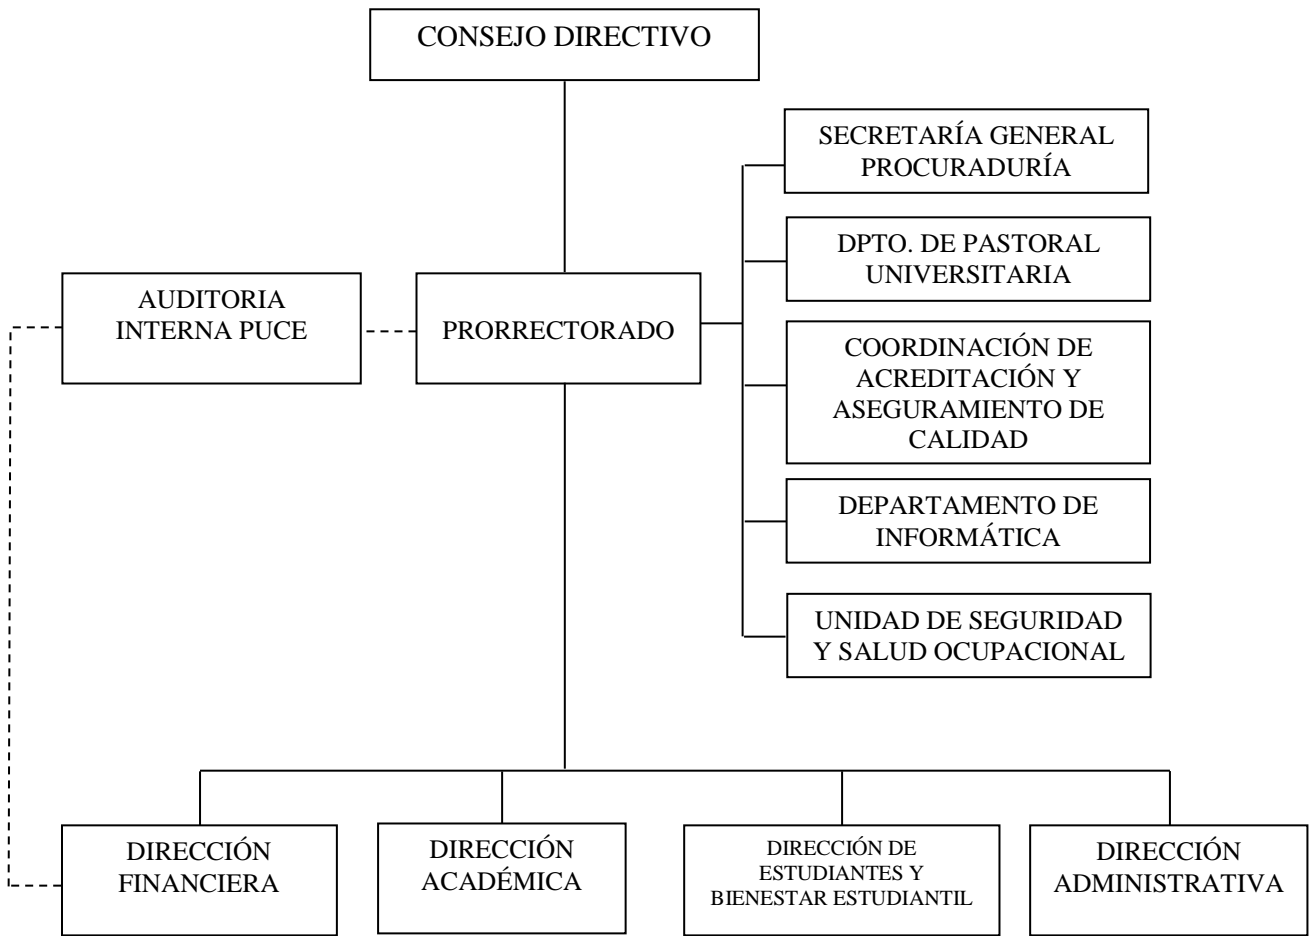 CONSEJO DIRECTIVO
SECRETARÍA GENERAL
PROCURADURÍA
DPTO. DE PASTORAL
UNIVERSITARIA
AUDITORIA
INTERNA PUCE
PRORRECTORADO
COORDINACIÓN DE
ACREDITACIÓN Y
ASEGURAMIENTO DE
CALIDAD
DEPARTAMENTO DE
INFORMÁTICA
UNIDAD DE SEGURIDAD
Y SALUD OCUPACIONAL
DIRECCIÓN
FINANCIERA
DIRECCIÓN
ACADÉMICA
DIRECCIÓN DE
ESTUDIANTES Y
BIENESTAR ESTUDIANTIL
DIRECCIÓN
ADMINISTRATIVA